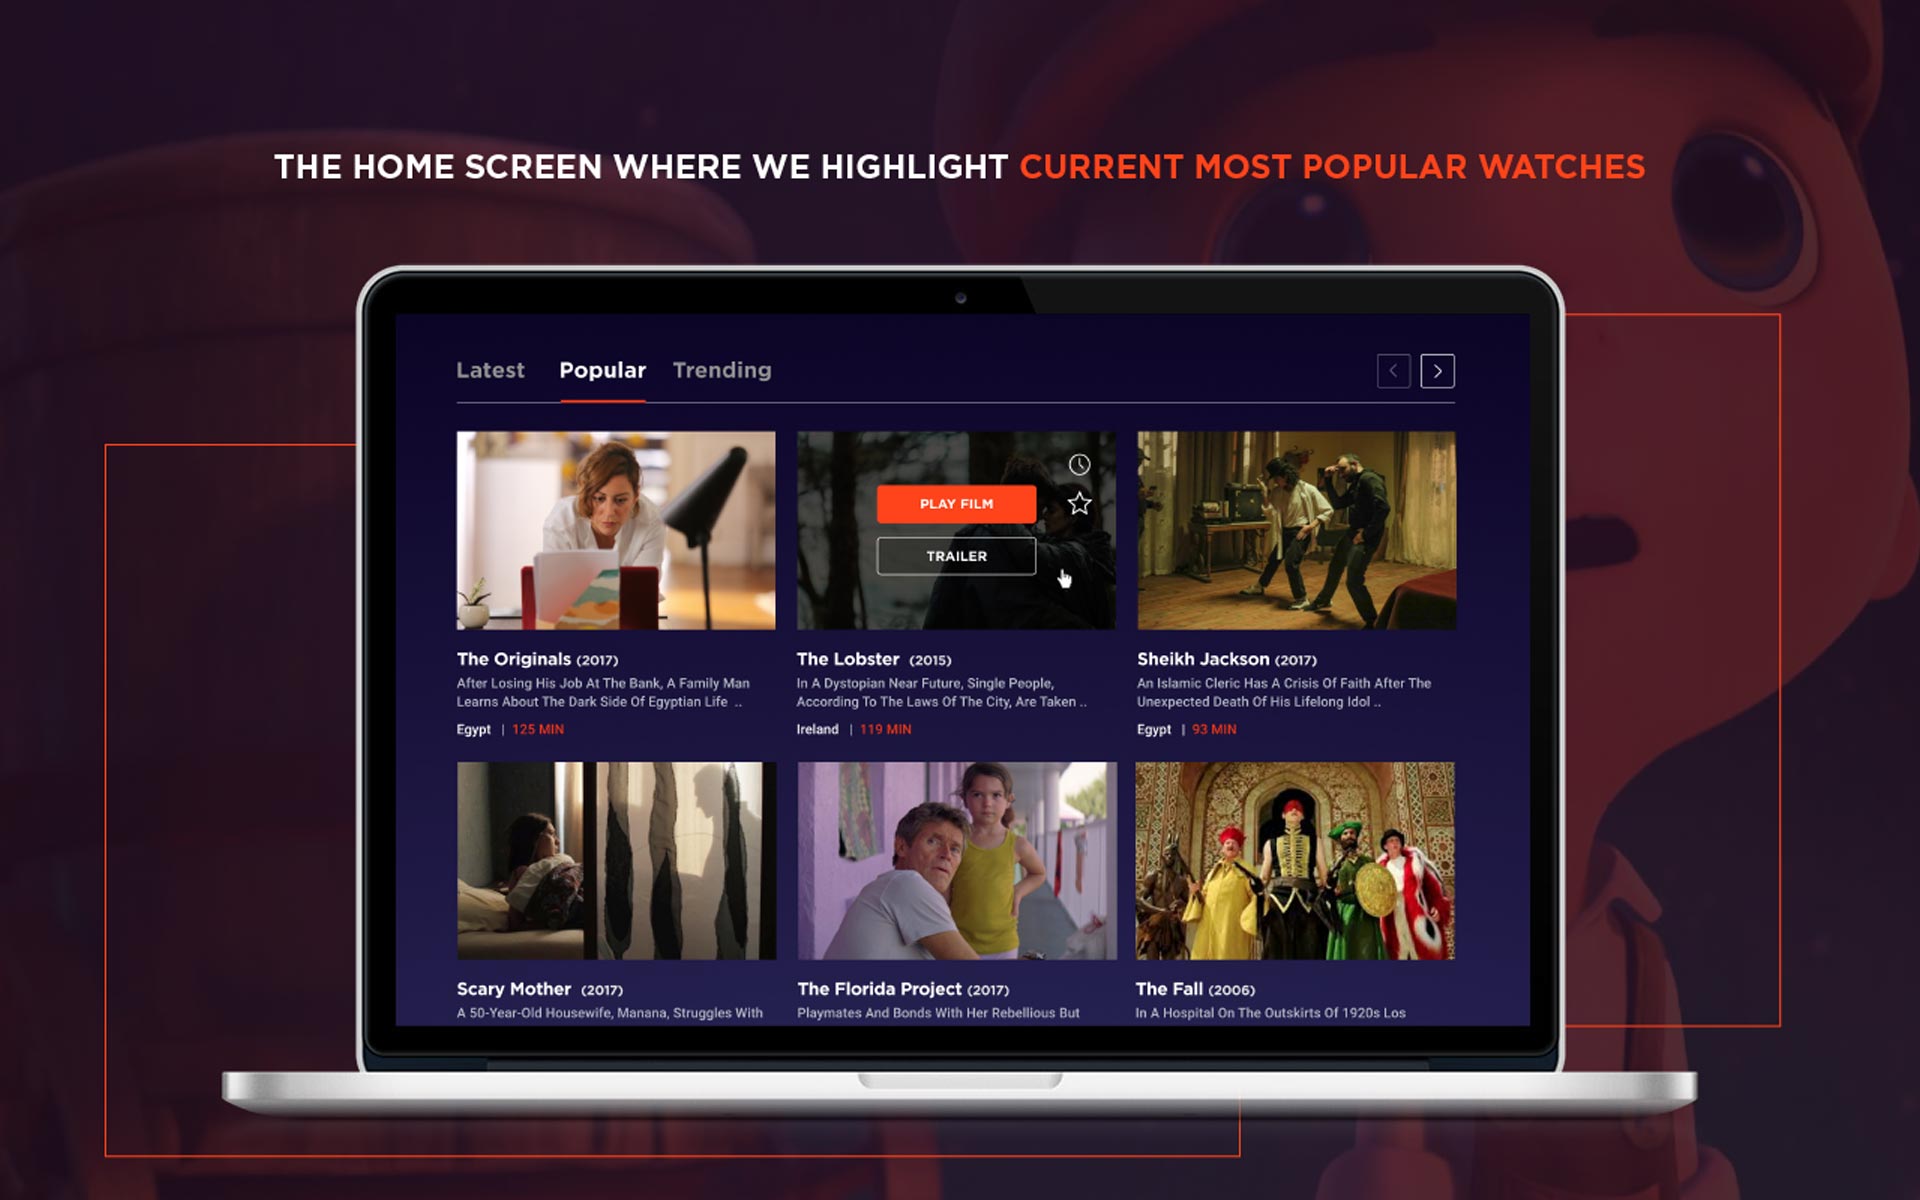 THE HOME SCREEN WHERE WE HIGHLIGHT CURRENT MOST POPULAR WATCHES
Latest Popular Trending
PLAY FILM
TRAILER
The Originals (2017)
After Losing His Job At The Bank, A Family Man
Learns About The Dark Side Of Egyptian Life ..
Egypt | 125 MIN
The Lobster (2015)
In A Dystopian Near Future, Single People,
According To The Laws Of The City, Are Taken ..
Ireland | 119 MIN
Sheikh Jackson (2017)
An Islamic Cleric Has A Crisis Of Faith After The
Unexpected Death Of His Lifelong Idol ..
Egypt | 93 MIN
Scary Mother (2017)
A 50-Year-Old Housewife, Manana, Struggles With
The Florida Project (2017)
Playmates And Bonds With Her Rebellious But
The Fall (2006)
In A Hospital On The Outskirts Of 1920s Los